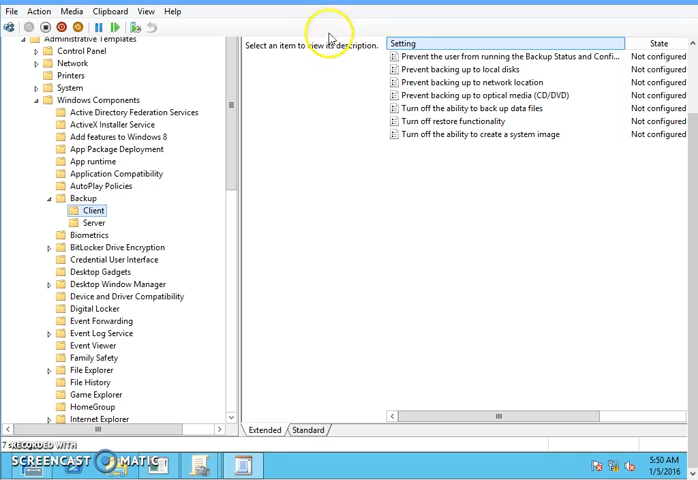 File Action Media Clipboard View Help
Administrative Templates
Control Panel
Network
Printers
System
Windows Components
Active Directory Federation Services
ActiveX Installer Service
Add features to Windows 8
App Package Deployment
App runtime
Application Compatibility
AutoPlay Policies
Backup
Client
Server
Biometrics
BitLocker Drive Encryption
Credential User Interface
Desktop Gadgets
Desktop Window Manager
Device and Driver Compatibility
Digital Locker
Event Forwarding
Event Log Service
Event Viewer
Family Safety
File Explorer
File History
Game Explorer
HomeGroup
Internet Explorer
Select an item to view its description.
Setting State
Prevent the user from running the Backup Status and Confi... Not configured
Prevent backing up to local disks Not configured
Prevent backing up to network location Not configured
Prevent backing up to optical media (CD/DVD) Not configured
Turn off the ability to back up data files Not configured
Turn off restore functionality Not configured
Turn off the ability to create a system image Not configured
Extended Standard
7
RECORDED WITH
SCREENCAST MATIC
5:50 AM
1/5/2016